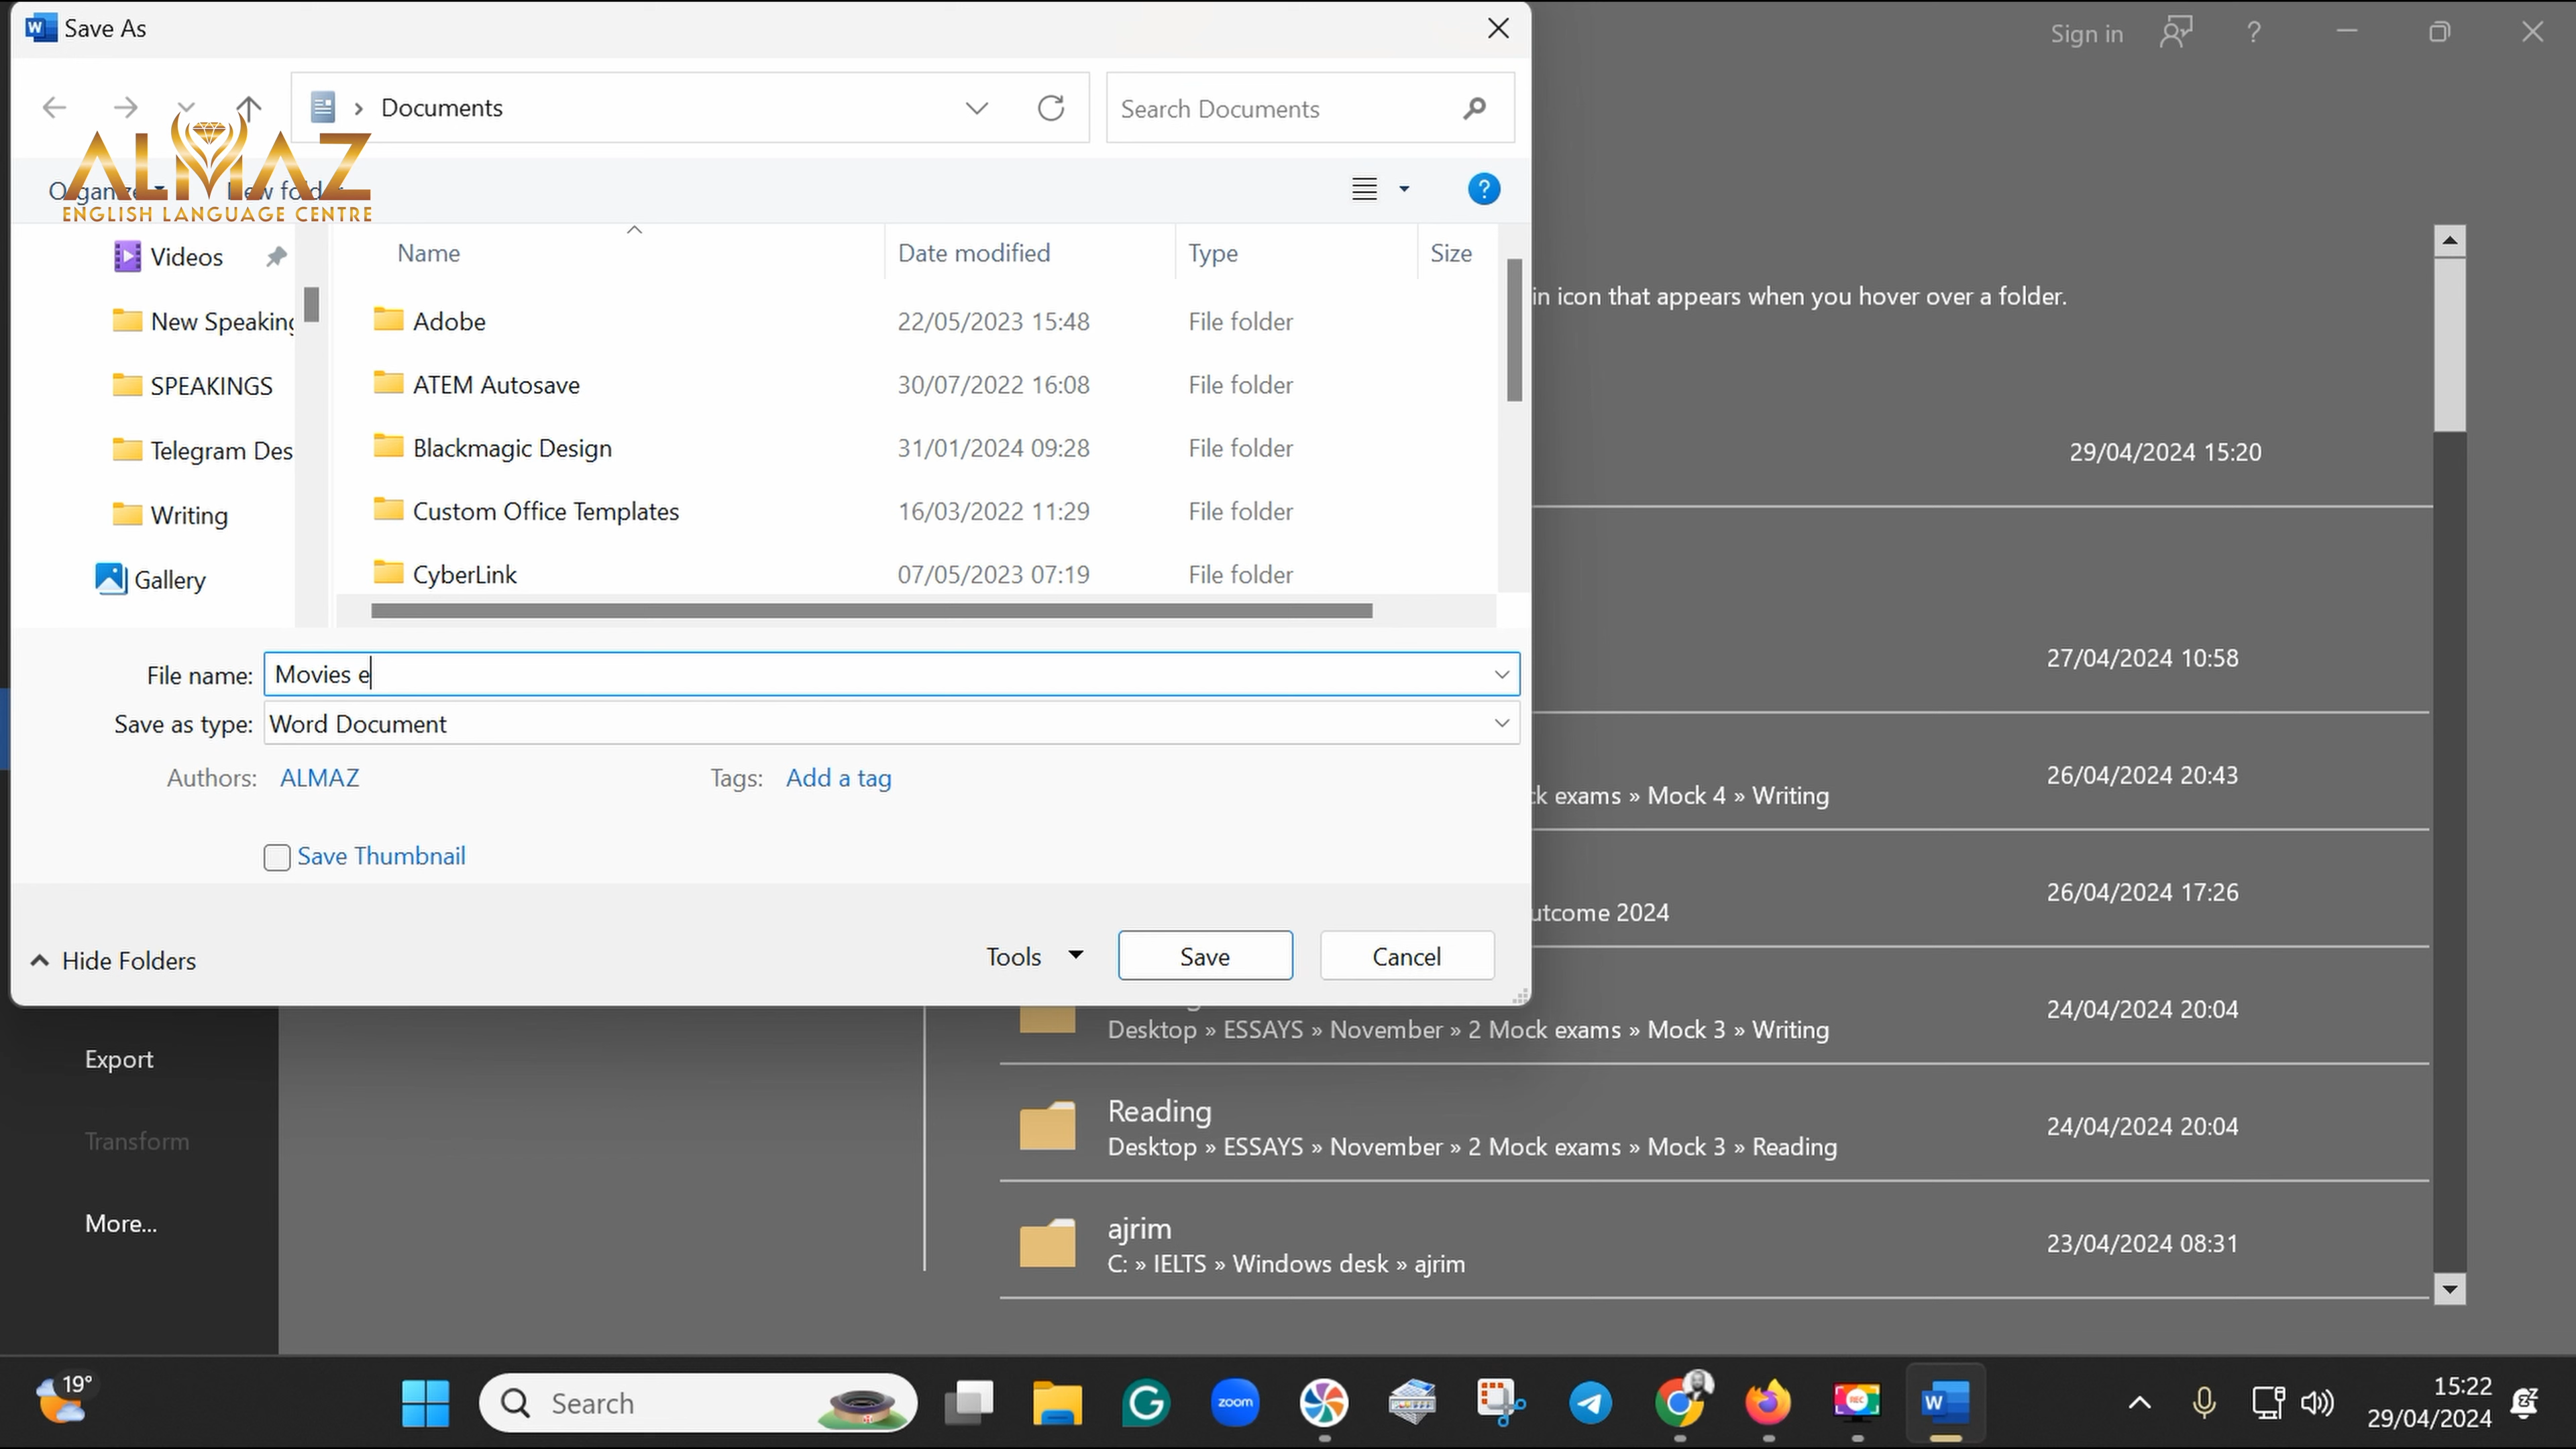 Save As
Sign in
Documents
Search Documents
ALMAZ
ENGLISH LANGUAGE CENTRE
Name
Date modified
Type
Size
Videos
New Speaking
SPEAKINGS
Telegram Des
Writing
Gallery
Adobe 22/05/2023 15:48 File folder
ATEM Autosave 30/07/2022 16:08 File folder
Blackmagic Design 31/01/2024 09:28 File folder
Custom Office Templates 16/03/2022 11:29 File folder
CyberLink 07/05/2023 07:19 File folder
in icon that appears when you hover over a folder.
29/04/2024 15:20
27/04/2024 10:58
26/04/2024 20:43
ck exams » Mock 4 » Writing
26/04/2024 17:26
utcome 2024
File name: Movies e
Save as type: Word Document
Authors: ALMAZ Tags: Add a tag
Save Thumbnail
Hide Folders
Tools
Save
Cancel
24/04/2024 20:04
Desktop » ESSAYS » November » 2 Mock exams » Mock 3 » Writing
Reading 24/04/2024 20:04
Desktop » ESSAYS » November » 2 Mock exams » Mock 3 » Reading
ajrim 23/04/2024 08:31
C: » IELTS » Windows desk » ajrim
Export
Transform
More...
19°
Search
zoom
REC
15:22
29/04/2024